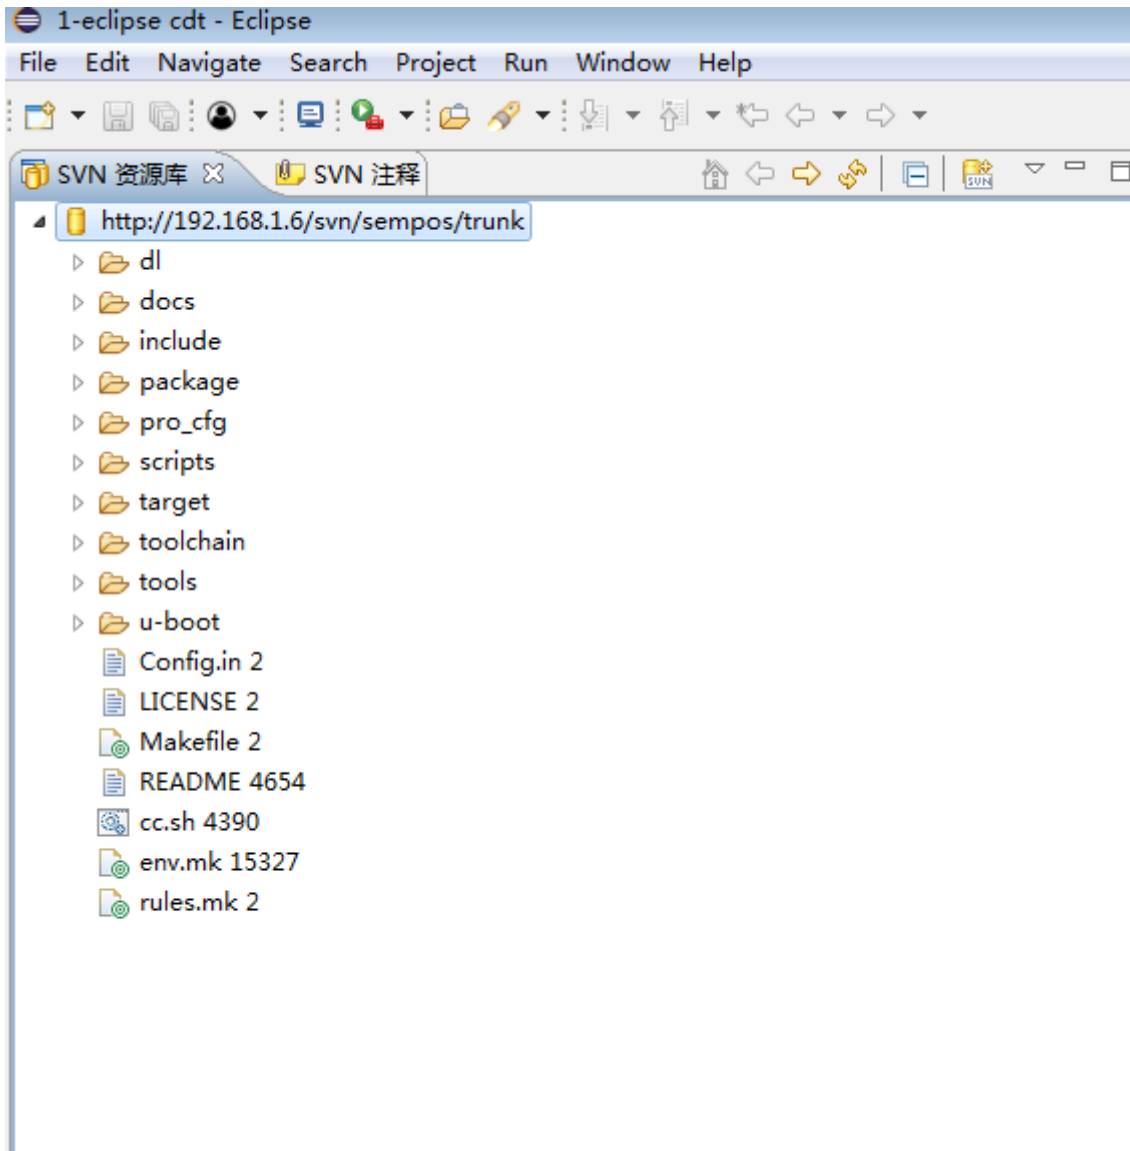 1-eclipse cdt - Eclipse
File Edit Navigate Search Project Run Window Help
SVN 资源库 SVN 注释
SVN
http://192.168.1.6/svn/sempos/trunk
dl
docs
include
package
pro_cfg
scripts
target
toolchain
tools
u-boot
Config.in 2
LICENSE 2
Makefile 2
README 4654
cc.sh 4390
env.mk 15327
rules.mk 2